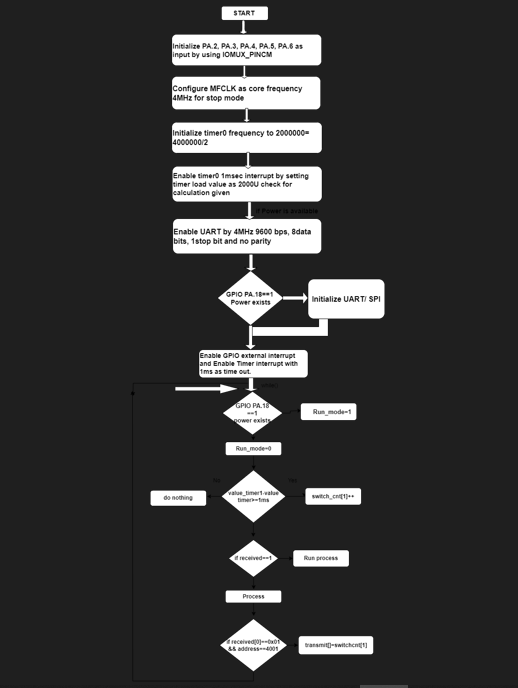 START
Initialize PA.2, PA.3, PA.4, PA.5, PA.6 as
input by using IOMUX_PINCM
Configure MFCLK as core frequency
4MHz for stop mode
Initialize timer0 frequency to 2000000=
4000000/2
Enable timer0 1msec interrupt by setting
timer load value as 2000U check for
calculation given
if Power is available
Enable UART by 4MHz 9600 bps, 8data
bits, 1stop bit and no parity
GPIO PA.18==1
Power exists
Initialize UART/ SPI
Enable GPIO external interrupt
and Enable Timer interrupt with
1ms as time out.
GPIO PA.18
==1
power exists
Run_mode=1
Run_mode=0
value_timer1-value
timer>=1ms
do nothing
switch_cnt[1]++
if received==1
Run process
Process
if received[0]==0x01
&& address==4001
transmit[]=switchcnt[1]